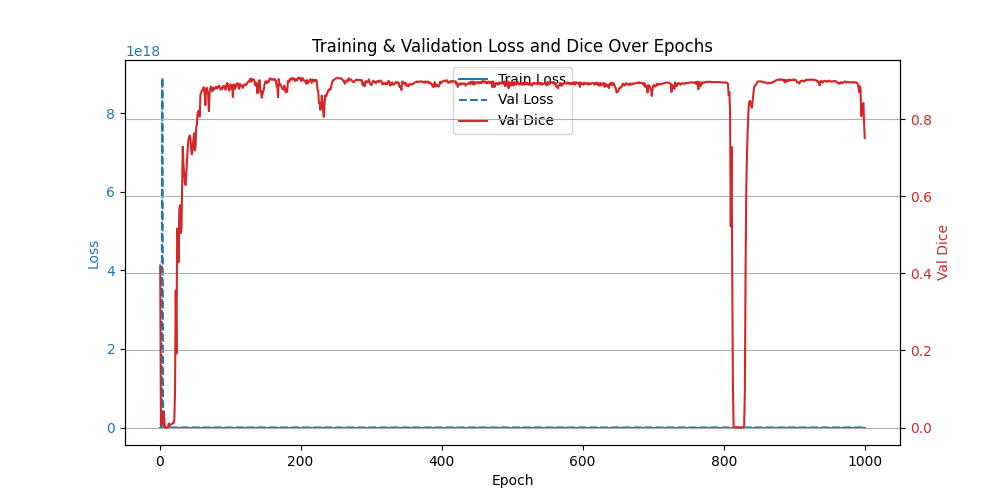 Training & Validation Loss and Dice Over Epochs
1e18
Train Loss
Val Loss
Val Dice
8
6
4
2
0
Loss
0.8
0.6
0.4
0.2
0.0
Val Dice
0 200 400 600 800 1000
Epoch